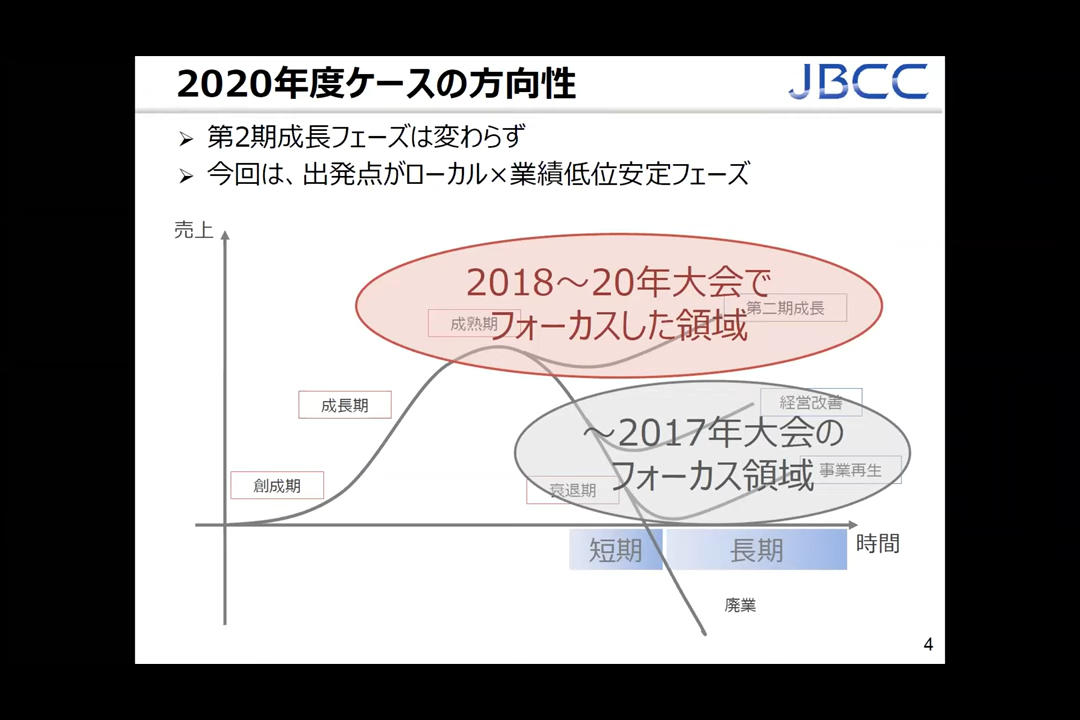 2020年度ケースの方向性
JBCC
➢ 第2期成長フェーズは変わらず
➢ 今回は、出発点がローカル×業績低位安定フェーズ
売上
2018～20年大会で
フォーカスした領域
第二期成長
成熟期
成長期
経営改善
～2017年大会の
フォーカス領域
事業再生
創成期
衰退期
短期
長期
時間
廃業
4